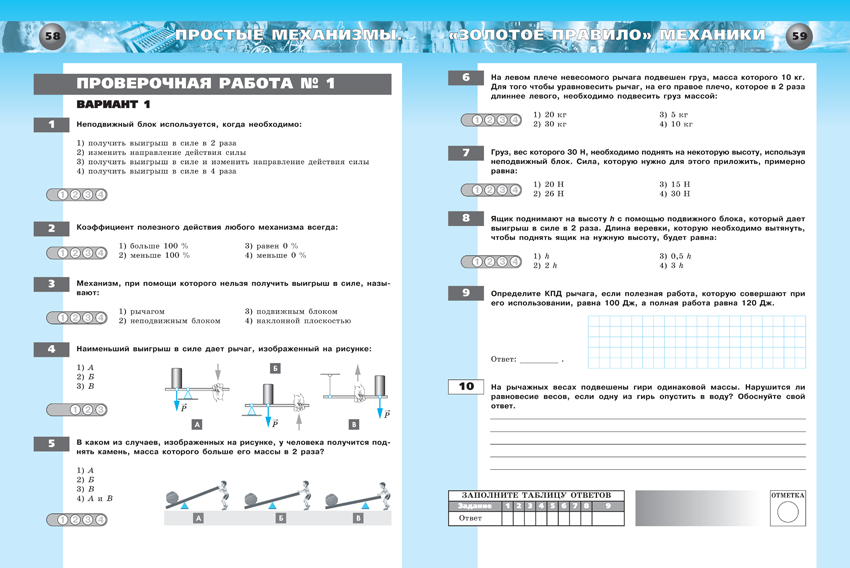 58
ПРОСТЫЕ МЕХАНИЗМЫ.
ПРОВЕРОЧНАЯ РАБОТА № 1
ВАРИАНТ 1
1
Неподвижный блок используется, когда необходимо:
1) получить выигрыш в силе в 2 раза
2) изменить направление действия силы
3) получить выигрыш в силе и изменить направление действия силы
4) получить выигрыш в силе в 4 раза
1 2 3 4
2
Коэффициент полезного действия любого механизма всегда:
1) больше 100 % 3) равен 0 %
2) меньше 100 % 4) меньше 0 %
1 2 3 4
3
Механизм, при помощи которого нельзя получить выигрыш в силе, назы-
вают:
1) рычагом 3) подвижным блоком
2) неподвижным блоком 4) наклонной плоскостью
1 2 3 4
4
Наименьший выигрыш в силе дает рычаг, изображенный на рисунке:
1) А
2) Б
3) В
1 2 3
P А
Б P
В P
5
В каком из случаев, изображенных на рисунке, у человека получится под-
нять камень, масса которого больше его массы в 2 раза?
1) А
2) Б
3) В
4) А и В
1 2 3 4
А Б В
«ЗОЛОТОЕ ПРАВИЛО» МЕХАНИКИ
59
6
На левом плече невесомого рычага подвешен груз, масса которого 10 кг.
Для того чтобы уравновесить рычаг, на его правое плечо, которое в 2 раза
длиннее левого, необходимо подвесить груз массой:
1) 20 кг 3) 5 кг
2) 30 кг 4) 10 кг
1 2 3 4
7
Груз, вес которого 30 Н, необходимо поднять на некоторую высоту, используя
неподвижный блок. Сила, которую нужно для этого приложить, примерно
равна:
1) 20 Н 3) 15 Н
2) 26 Н 4) 30 Н
1 2 3 4
8
Ящик поднимают на высоту h с помощью подвижного блока, который дает
выигрыш в силе в 2 раза. Длина веревки, которую необходимо вытянуть,
чтобы поднять ящик на нужную высоту, будет равна:
1) h 3) 0,5 h
2) 2 h 4) 3 h
1 2 3 4
9
Определите КПД рычага, если полезная работа, которую совершают при
его использовании, равна 100 Дж, а полная работа равна 120 Дж.
Ответ: ________ .
10
На рычажных весах подвешены гири одинаковой массы. Нарушится ли
равновесие весов, если одну из гирь опустить в воду? Обоснуйте свой
ответ.
ЗАПОЛНИТЕ ТАБЛИЦУ ОТВЕТОВ
Задание 1 2 3 4 5 6 7 8 9
Ответ
ОТМЕТКА